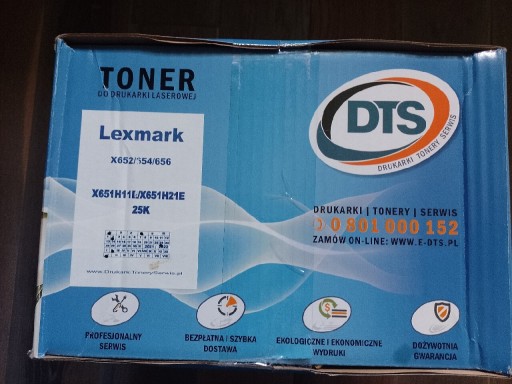 TONER
DO DRUKARKI LASEROWEJ
Lexmark
X652/654/656
X651H11E/X651H21E
25K
www.DrukarkiTonerySerwis.pl
DTS
DRUKARKI TONERY SERWIS
DRUKARKI | TONERY | SERWIS
0 801 000 152
ZAMÓW ON-LINE: WWW.E-DTS.PL
PROFESJONALNY
SERWIS
BEZPŁATNA I SZYBKA
DOSTAWA
EKOLOGICZNE I EKONOMICZNE
WYDRUKI
DOŻYWOTNIA
GWARANCJA